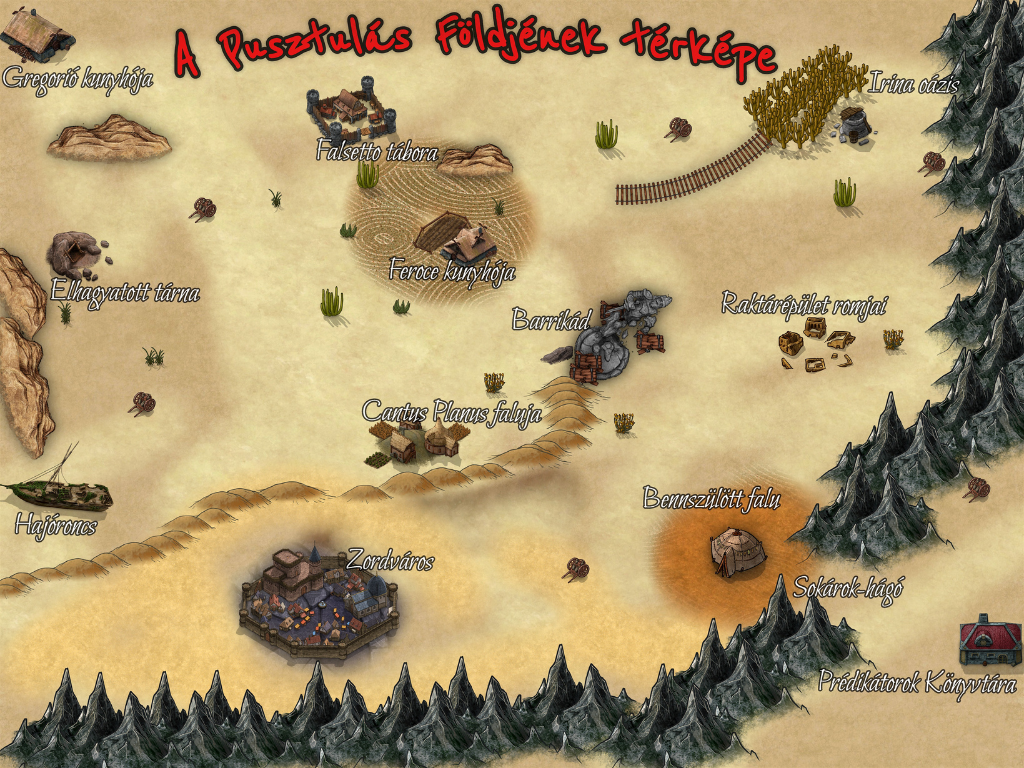 A Pusztulás Földjének térképe
Gregorió kunyhója
Irina oázis
Falsetto tábora
Feroce kunyhója
Elhagyatott tárna
Raktárépület romjai
Barrikád
Cantus Planus faluja
Bennszülött falu
Hajóroncs
Zordváros
Sokárok-hágó
Prédikátorok Könyvtára